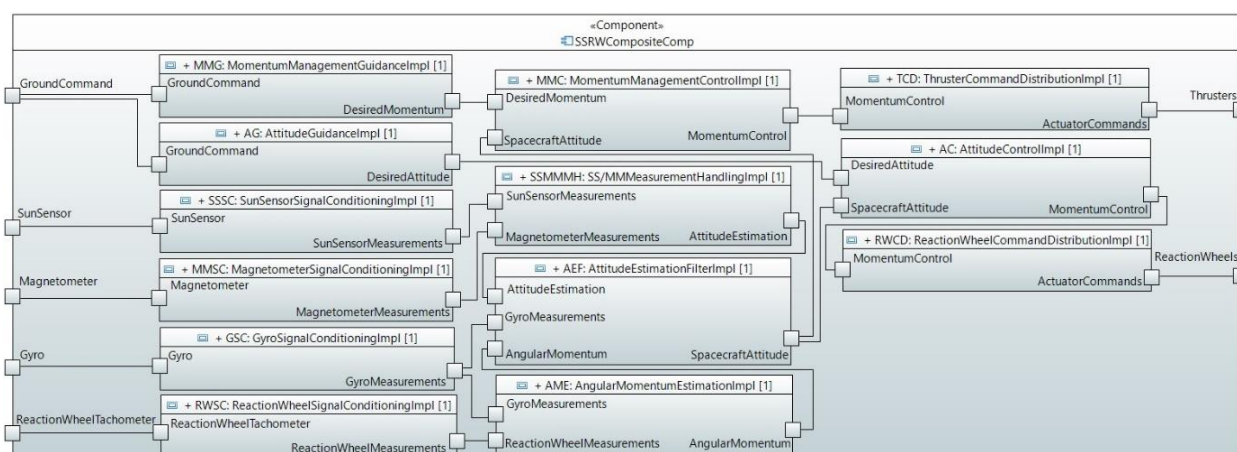 «Component»
SSRWCompositeComp
GroundCommand
+ MMG: MomentumManagementGuidanceImpl [1]
GroundCommand
DesiredMomentum
+ AG: AttitudeGuidanceImpl [1]
GroundCommand
DesiredAttitude
SunSensor
+ SSSC: SunSensorSignalConditioningImpl [1]
SunSensor
SunSensorMeasurements
Magnetometer
+ MMSC: MagnetometerSignalConditioningImpl [1]
Magnetometer
MagnetometerMeasurements
Gyro
+ GSC: GyroSignalConditioningImpl [1]
Gyro
GyroMeasurements
ReactionWheelTachometer
+ RWSC: ReactionWheelSignalConditioningImpl [1]
ReactionWheelTachometer
ReactionWheelMeasurements
+ MMC: MomentumManagementControlImpl [1]
DesiredMomentum
SpacecraftAttitude
MomentumControl
+ SSMMMH: SS/MMMeasurementHandlingImpl [1]
SunSensorMeasurements
MagnetometerMeasurements
AttitudeEstimation
+ AEF: AttitudeEstimationFilterImpl [1]
AttitudeEstimation
GyroMeasurements
AngularMomentum
SpacecraftAttitude
+ AME: AngularMomentumEstimationImpl [1]
GyroMeasurements
ReactionWheelMeasurements
AngularMomentum
+ TCD: ThrusterCommandDistributionImpl [1]
MomentumControl
ActuatorCommands
Thrusters
+ AC: AttitudeControlImpl [1]
DesiredAttitude
SpacecraftAttitude
MomentumControl
+ RWCD: ReactionWheelCommandDistributionImpl [1]
MomentumControl
ActuatorCommands
ReactionWheels